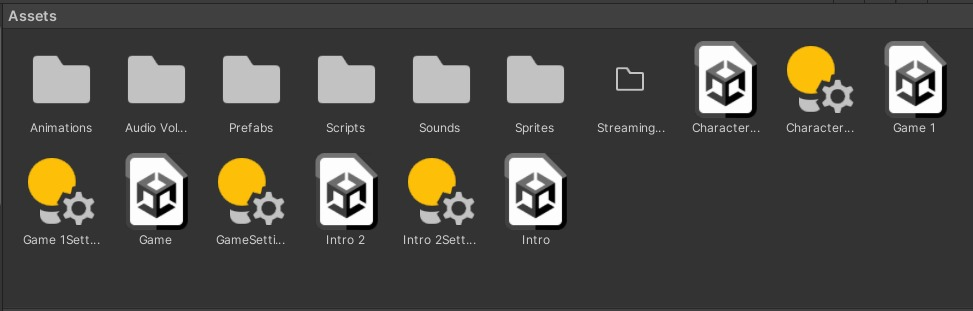 Assets
Animations
Audio Vol...
Prefabs
Scripts
Sounds
Sprites
Streaming...
Character...
Character...
Game 1
Game 1Sett...
Game
GameSetti...
Intro 2
Intro 2Sett...
Intro